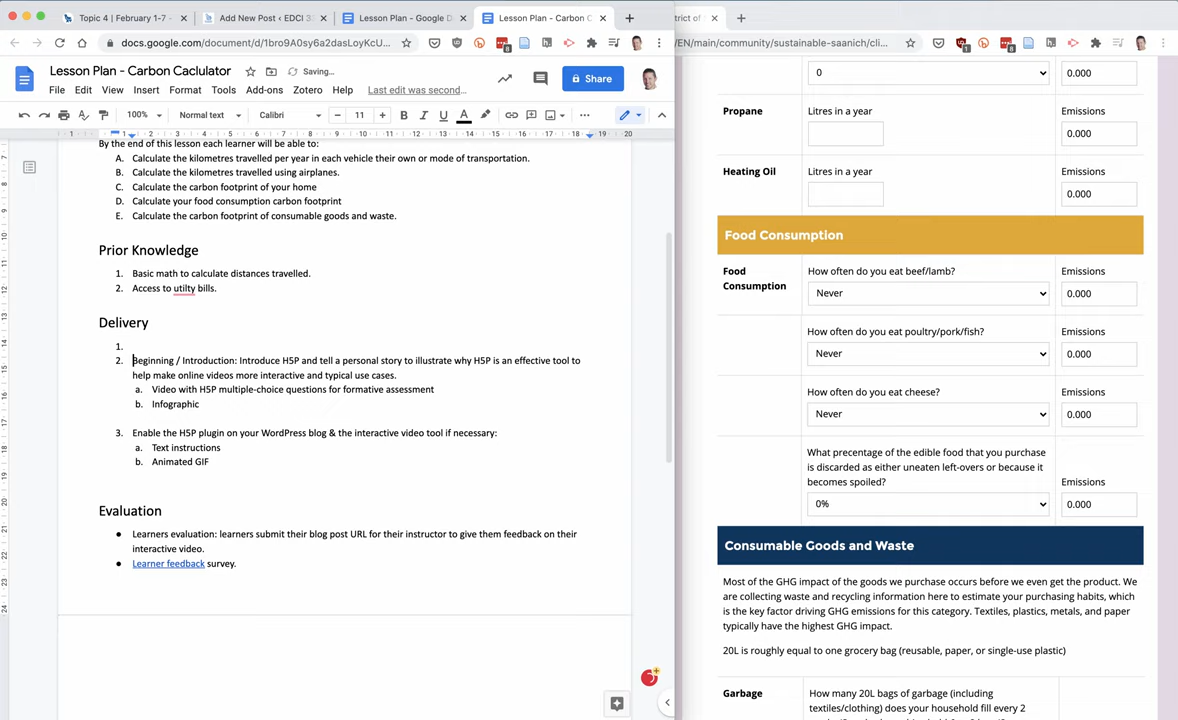 Topic 4 | February 1-7 -
Add New Post ‹ EDCI 3
Lesson Plan - Google D
Lesson Plan - Carbon C
trict of
docs.google.com/document/d/1bro9A0sy6a2dasLoyKcU...
/EN/main/community/sustainable-saanich/cli...
Lesson Plan - Carbon Caclulator
Saving...
File Edit View Insert Format Tools Add-ons Zotero Help Last edit was second...
Share
100% Normal text Calibri 11
By the end of this lesson each learner will be able to:
A. Calculate the kilometres travelled per year in each vehicle their own or mode of transportation.
B. Calculate the kilometres travelled using airplanes.
C. Calculate the carbon footprint of your home
D. Calculate your food consumption carbon footprint
E. Calculate the carbon footprint of consumable goods and waste.
Prior Knowledge
1. Basic math to calculate distances travelled.
2. Access to utilty bills.
Delivery
1.
2. Beginning / Introduction: Introduce H5P and tell a personal story to illustrate why H5P is an effective tool to
help make online videos more interactive and typical use cases.
a. Video with H5P multiple-choice questions for formative assessment
b. Infographic
3. Enable the H5P plugin on your WordPress blog & the interactive video tool if necessary:
a. Text instructions
b. Animated GIF
Evaluation
Learners evaluation: learners submit their blog post URL for their instructor to give them feedback on their
interactive video.
Learner feedback survey.
0 0.000
Propane Litres in a year Emissions
0.000
Heating Oil Litres in a year Emissions
0.000
Food Consumption
Food
Consumption
How often do you eat beef/lamb? Emissions
Never 0.000
How often do you eat poultry/pork/fish? Emissions
Never 0.000
How often do you eat cheese? Emissions
Never 0.000
What precentage of the edible food that you purchase
is discarded as either uneaten left-overs or because it
becomes spoiled? Emissions
0% 0.000
Consumable Goods and Waste
Most of the GHG impact of the goods we purchase occurs before we even get the product. We
are collecting waste and recycling information here to estimate your purchasing habits, which
is the key factor driving GHG emissions for this category. Textiles, plastics, metals, and paper
typically have the highest GHG impact.
20L is roughly equal to one grocery bag (reusable, paper, or single-use plastic)
Garbage How many 20L bags of garbage (including
textiles/clothing) does your household fill every 2